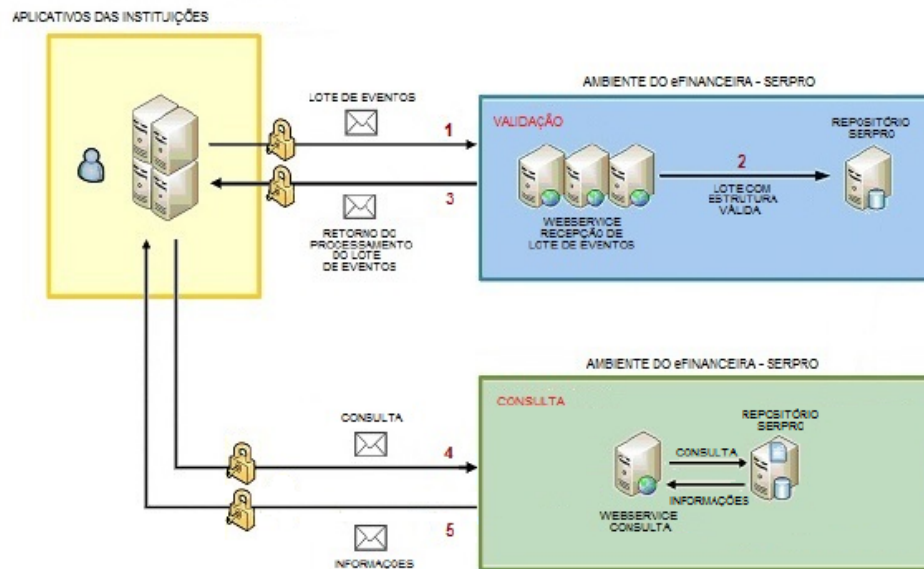 APLICATIVOS DAS INSTITUIÇÕES
AMBIENTE DO eFINANCEIRA - SERPRO
LOTE DE EVENTOS
1
VALIDAÇÃO
REPOSITÓRIO
SERPRO
2
LOTE COM
ESTRUTURA
VÁLIDA
3
WEBSERVICE
RECEPÇÃO DE
LOTE DE EVENTOS
RETORNO DO
PROCESSAMENTO
DO LOTE
DE EVENTOS
AMBIENTE DO eFINANCEIRA - SERPRO
CONSULTA
CONSULTA
4
REPOSITÓRIO
SERPRO
CONSULTA
INFORMAÇÕES
WEBSERVICE
CONSULTA
5
INFORMAÇÕES